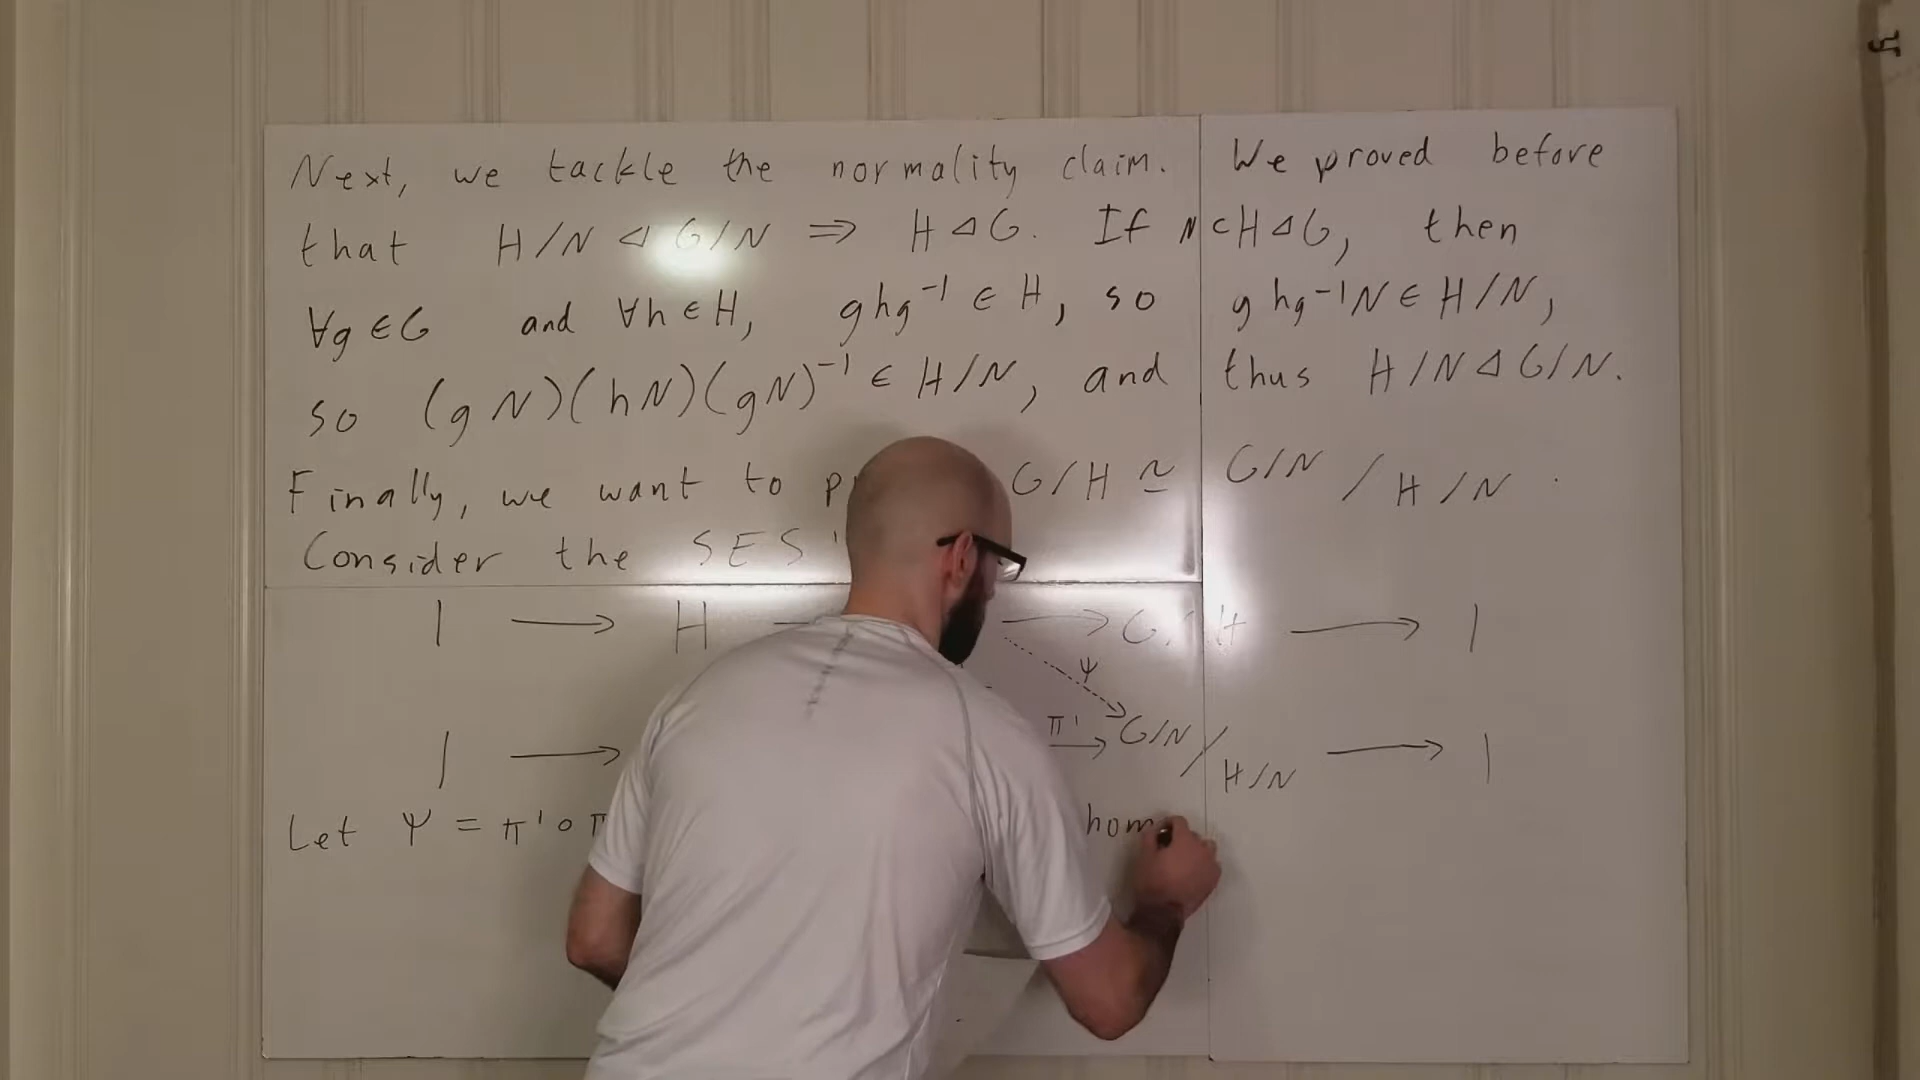 Next, we tackle the normality claim. We proved before
that H/N ⊲ G/N ⇒ H ⊲ G. If N ⊂ H ⊲ G, then
∀g ∈ G and ∀h ∈ H, ghg⁻¹ ∈ H, so ghg⁻¹N ∈ H/N,
so (gN)(hN)(gN)⁻¹ ∈ H/N, and thus H/N ⊲ G/N.
Finally, we want to G/H ≃ G/N / H/N.
Consider the SES'
1 → H → G/H → 1
ψ
1 → π' → G/N / H/N → 1
Let ψ = π' ∘ π hom